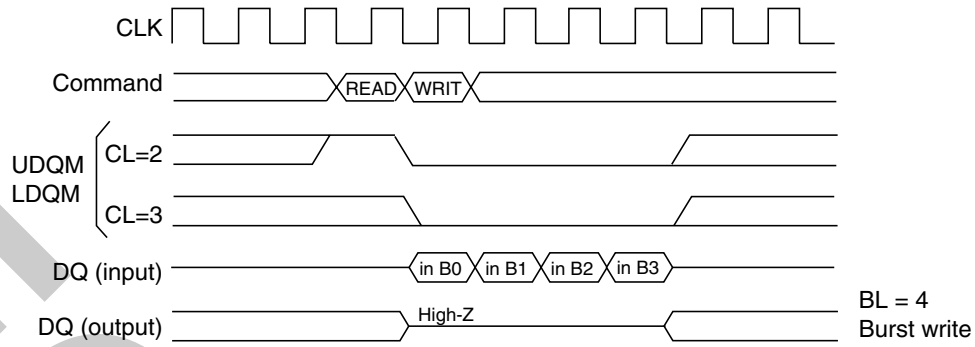 CLK
Command
READ
WRIT
UDQM
LDQM
CL=2
CL=3
DQ (input)
in B0
in B1
in B2
in B3
DQ (output)
High-Z
BL = 4
Burst write